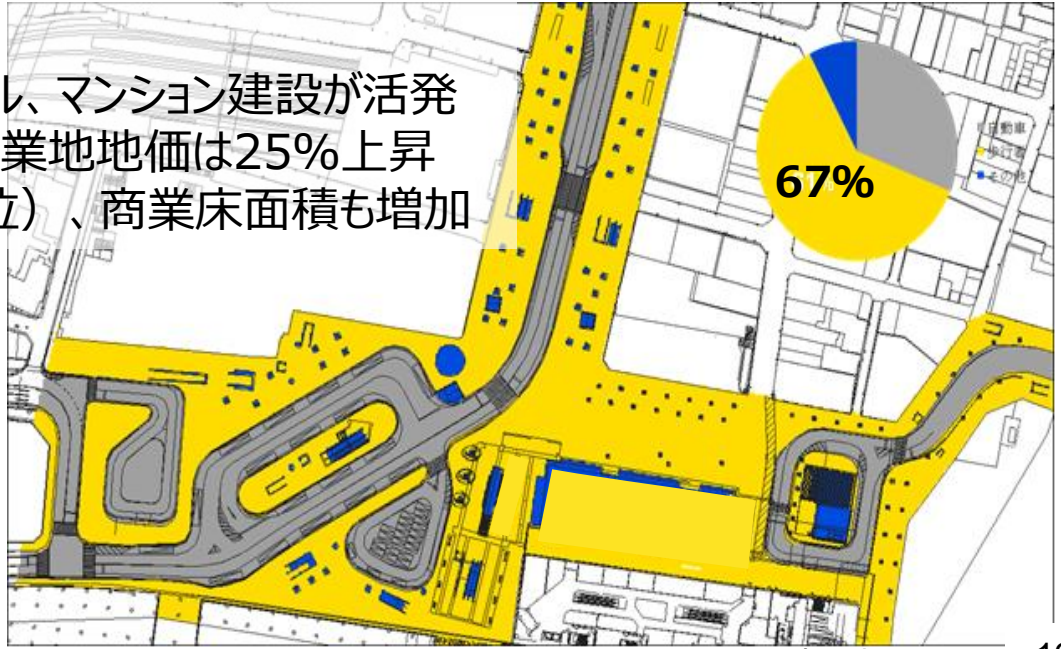 ル、マンション建設が活発
業地地価は25%上昇
位）、商業床面積も増加
67%
自動車
歩行者
その他